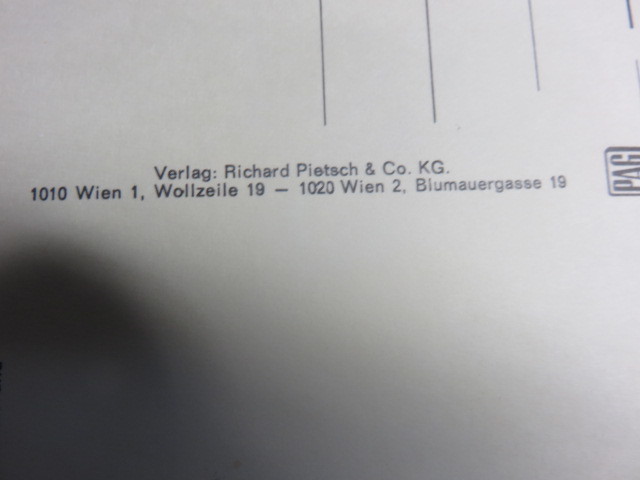 Verlag: Richard Pietsch & Co. KG.
1010 Wien 1, Wollzeile 19 — 1020 Wien 2, Blumauergasse 19
PAG